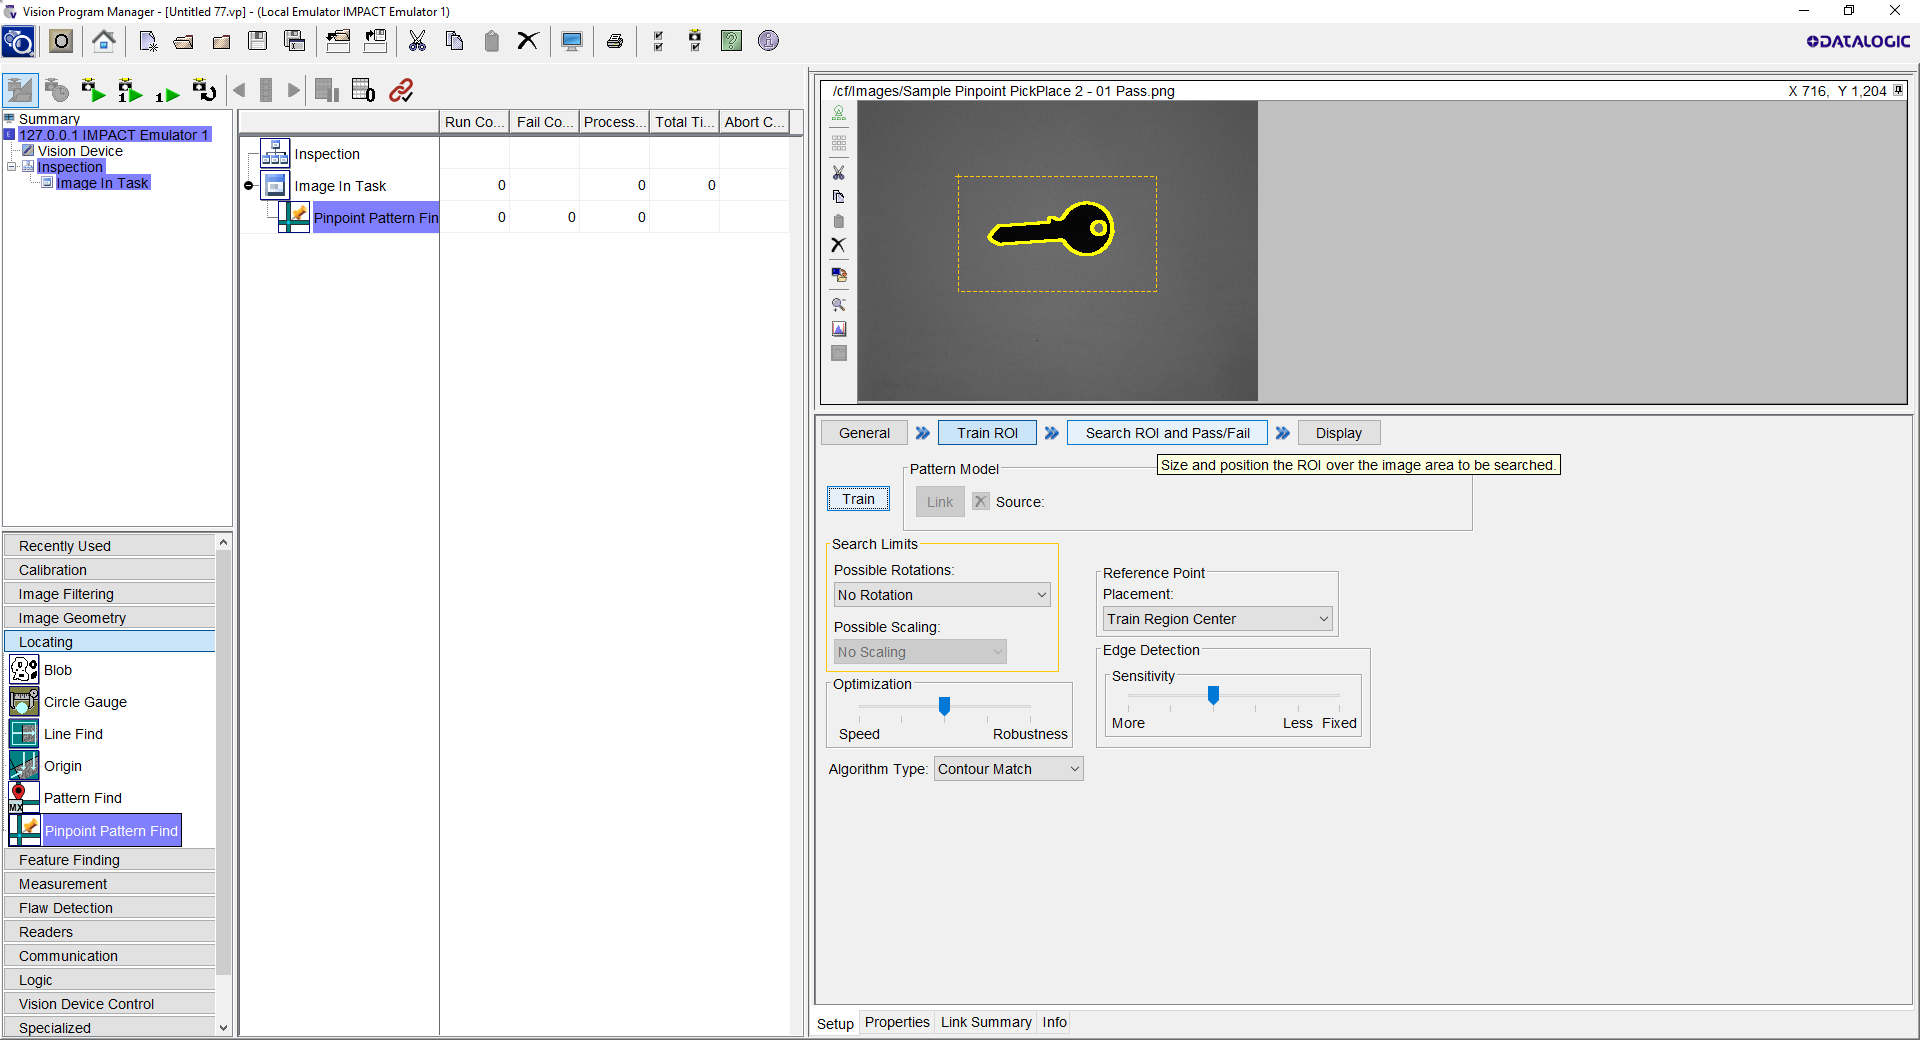 Vision Program Manager - [Untitled 77.vp] - (Local Emulator IMPACT Emulator 1)
DATALOGIC
Summary
127.0.0.1 IMPACT Emulator 1
Vision Device
Inspection
Image In Task
Run Co... Fail Co... Process... Total Ti... Abort C...
Inspection
Image In Task 0 0 0
Pinpoint Pattern Fin 0 0 0
/cf/Images/Sample Pinpoint PickPlace 2 - 01 Pass.png X 716, Y 1,204
General Train ROI Search ROI and Pass/Fail Display
Size and position the ROI over the image area to be searched.
Pattern Model
Train Link Source:
Search Limits
Possible Rotations:
No Rotation
Possible Scaling:
No Scaling
Reference Point
Placement:
Train Region Center
Optimization
Speed Robustness
Edge Detection
Sensitivity
More Less Fixed
Algorithm Type: Contour Match
Recently Used
Calibration
Image Filtering
Image Geometry
Locating
Blob
Circle Gauge
Line Find
Origin
MX
Pattern Find
Pinpoint Pattern Find
Feature Finding
Measurement
Flaw Detection
Readers
Communication
Logic
Vision Device Control
Specialized
Setup Properties Link Summary Info